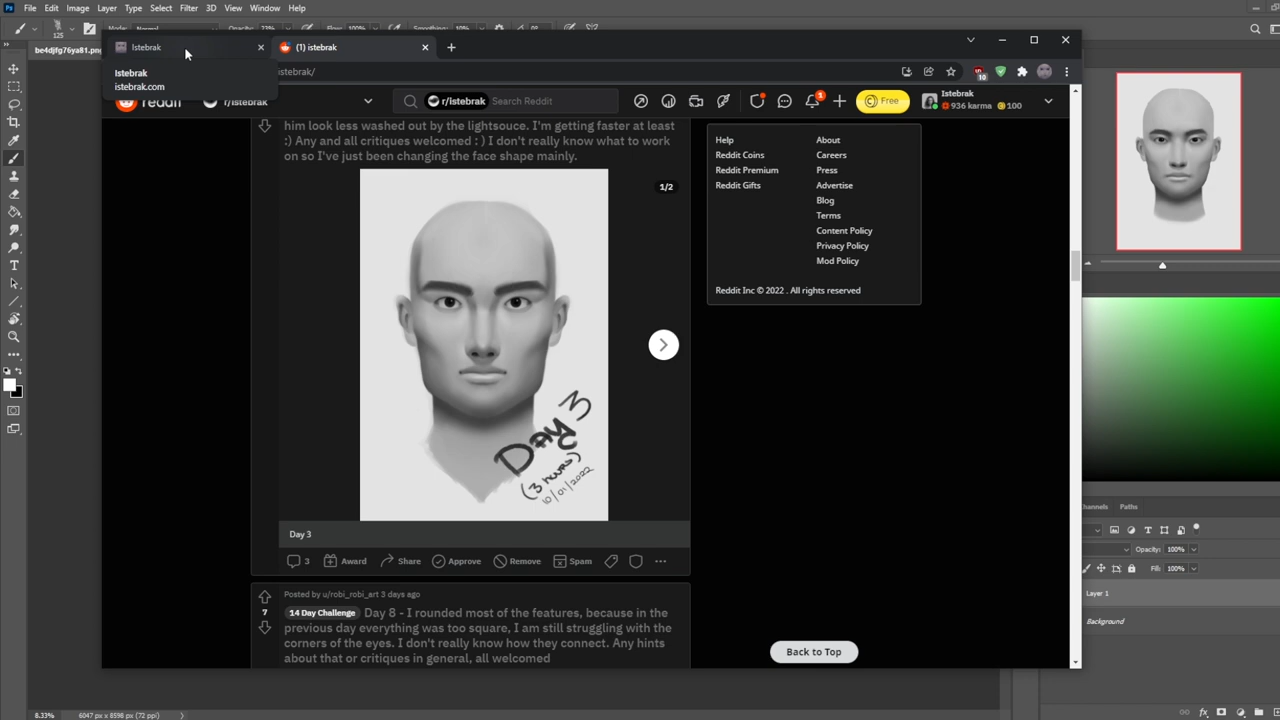 File Edit Image Layer Type Select Filter 3D View Window Help
125
be4djfg76ya81.png
Istebrak
(1) istebrak
Istebrak
istebrak.com
istebrak/
10
reddit
r/istebrak
r/istebrak Search Reddit
1
Free
Istebrak
936 karma 100
him look less washed out by the lightsouce. I'm getting faster at least
:) Any and all critiques welcomed : ) I don't really know what to work
on so I've just been changing the face shape mainly.
1/2
DAY 3
(3 hours)
10/01/2022
Day 3
3 Award Share Approve Remove Spam
Posted by u/robi_robi_art 3 days ago
7
14 Day Challenge Day 8 - I rounded most of the features, because in the
previous day everything was too square, I am still struggling with the
corners of the eyes. I don't really know how they connect. Any hints
about that or critiques in general, all welcomed
Help About
Reddit Coins Careers
Reddit Premium Press
Reddit Gifts Advertise
Blog
Terms
Content Policy
Privacy Policy
Mod Policy
Reddit Inc © 2022 . All rights reserved
Back to Top
hannels Paths
Opacity: 100%
Fill: 100%
Layer 1
Background
8.33% 6047 px x 8598 px (72 ppi)
fx